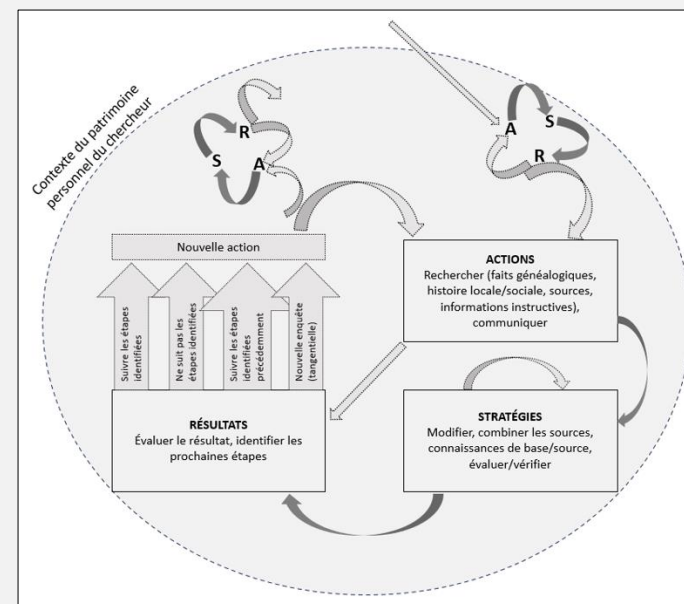 Contexte du patrimoine
personnel du chercheur
R
S
A
A
S
R
Nouvelle action
Suivre les étapes
identifiées
Ne suit pas les
étapes identifiées
Suivre les étapes
identifiées
précédemment
Nouvelle enquête
(tangentielle)
ACTIONS
Rechercher (faits généalogiques,
histoire locale/sociale, sources,
informations instructives),
communiquer
RÉSULTATS
Évaluer le résultat, identifier les
prochaines étapes
STRATÉGIES
Modifier, combiner les sources,
connaissances de base/source,
évaluer/vérifier